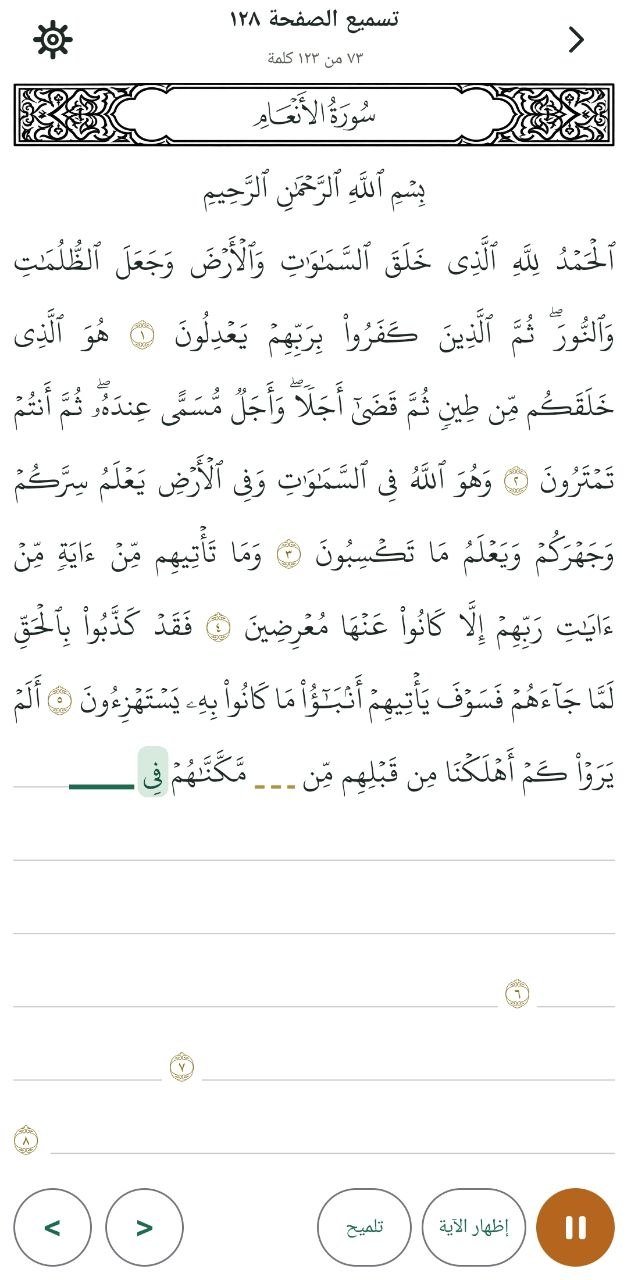 تسميع الصفحة ١٢٨
٧٣ من ١٢٣ كلمة
سُورَةُ الأَنْعَامِ
بِسْمِ ٱللَّهِ ٱلرَّحْمَٰنِ ٱلرَّحِيمِ
ٱلْحَمْدُ لِلَّهِ ٱلَّذِى خَلَقَ ٱلسَّمَٰوَٰتِ وَٱلْأَرْضَ وَجَعَلَ ٱلظُّلُمَٰتِ
وَٱلنُّورَ ۖ ثُمَّ ٱلَّذِينَ كَفَرُوا۟ بِرَبِّهِمْ يَعْدِلُونَ ١ هُوَ ٱلَّذِى
خَلَقَكُم مِّن طِينٍ ثُمَّ قَضَىٰٓ أَجَلًا ۖ وَأَجَلٌ مُّسَمًّى عِندَهُۥ ۖ ثُمَّ أَنتُمْ
تَمْتَرُونَ ٢ وَهُوَ ٱللَّهُ فِى ٱلسَّمَٰوَٰتِ وَفِى ٱلْأَرْضِ يَعْلَمُ سِرَّكُمْ
وَجَهْرَكُمْ وَيَعْلَمُ مَا تَكْسِبُونَ ٣ وَمَا تَأْتِيهِم مِّنْ ءَايَةٍ مِّنْ
ءَايَٰتِ رَبِّهِمْ إِلَّا كَانُوا۟ عَنْهَا مُعْرِضِينَ ٤ فَقَدْ كَذَّبُوا۟ بِٱلْحَقِّ
لَمَّا جَآءَهُمْ فَسَوْفَ يَأْتِيهِمْ أَنۢبَٰٓؤُا۟ مَا كَانُوا۟ بِهِۦ يَسْتَهْزِءُونَ ٥ أَلَمْ
يَرَوْا۟ كَمْ أَهْلَكْنَا مِن قَبْلِهِم مِّن مَّكَّنَّٰهُمْ فِى
٦
٧
٨
إظهار الآية تلميح > <